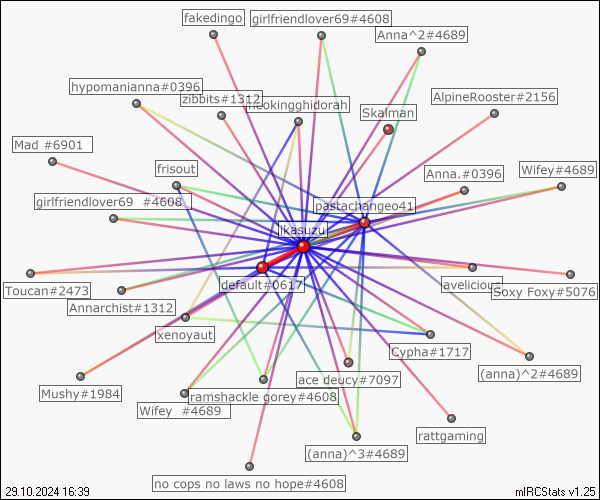 fakedingo
girlfriendlover69#4608
Anna^2#4689
hypomanianna#0396
zibbits#1312
neokingghidorah
Skalman
AlpineRooster#2156
Mad #6901
frisout
Anna.#0396
Wifey#4689
girlfriendlover69 #4608
pastachangeo41
Ikasuzu
Toucan#2473
default#0617
lavelicious
Soxy Foxy#5076
Annarchist#1312
xenoyaut
Cypha#1717
Mushy#1984
ace deucy#7097
(anna)^2#4689
ramshackle gorey#4608
Wifey #4689
rattgaming
(anna)^3#4689
no cops no laws no hope#4608
29.10.2024 16:39
mIRCStats v1.25